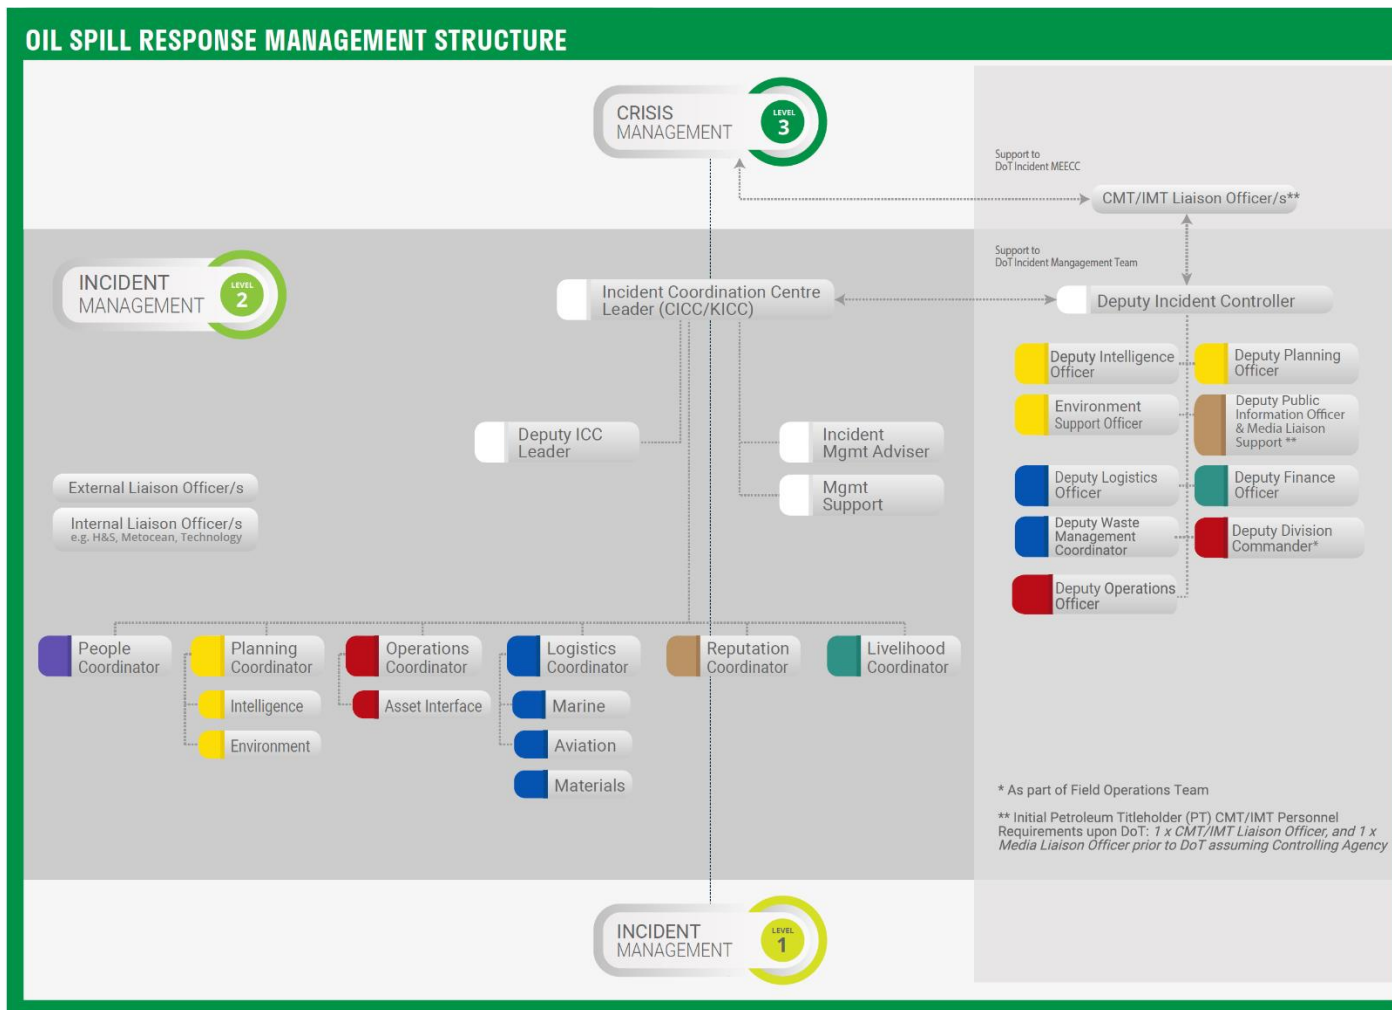 OIL SPILL RESPONSE MANAGEMENT STRUCTURE
CRISIS
MANAGEMENT
LEVEL
3
Support to
DoT Incident MEECC
CMT/IMT Liaison Officer/s**
INCIDENT
MANAGEMENT
LEVEL
2
Incident Coordination Centre
Leader (CICC/KICC)
Support to
DoT Incident Mangagement Team
Deputy Incident Controller
Deputy Intelligence
Officer
Deputy Planning
Officer
Environment
Support Officer
Deputy Public
Information Officer
& Media Liaison
Support **
Deputy ICC
Leader
Incident
Mgmt Adviser
Mgmt
Support
Deputy Logistics
Officer
Deputy Finance
Officer
Deputy Waste
Management
Coordinator
Deputy Division
Commander*
Deputy Operations
Officer
External Liaison Officer/s
Internal Liaison Officer/s
e.g. H&S, Metocean, Technology
People
Coordinator
Planning
Coordinator
Operations
Coordinator
Logistics
Coordinator
Reputation
Coordinator
Livelihood
Coordinator
Intelligence
Asset Interface
Marine
Environment
Aviation
Materials
* As part of Field Operations Team
** Initial Petroleum Titleholder (PT) CMT/IMT Personnel
Requirements upon DoT: 1 x CMT/IMT Liaison Officer, and 1 x
Media Liaison Officer prior to DoT assuming Controlling Agency
INCIDENT
MANAGEMENT
LEVEL
1